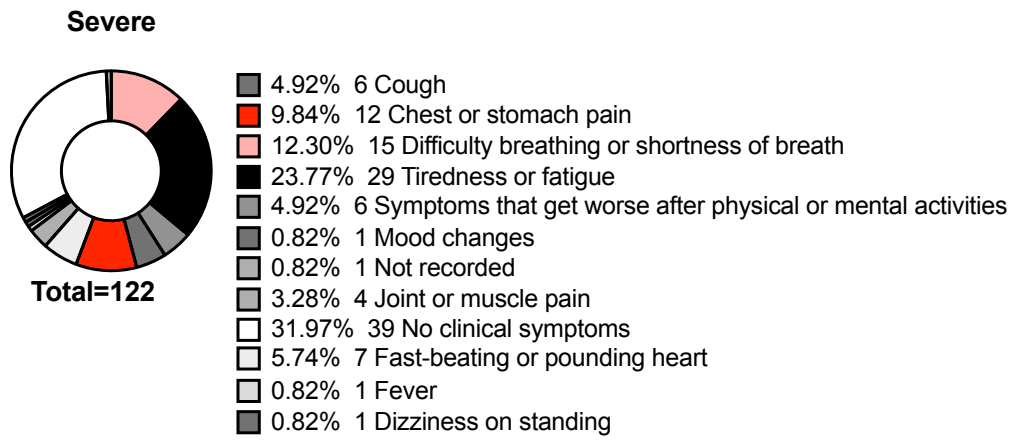 Severe
4.92% 6 Cough
9.84% 12 Chest or stomach pain
12.30% 15 Difficulty breathing or shortness of breath
23.77% 29 Tiredness or fatigue
4.92% 6 Symptoms that get worse after physical or mental activities
0.82% 1 Mood changes
0.82% 1 Not recorded
3.28% 4 Joint or muscle pain
31.97% 39 No clinical symptoms
5.74% 7 Fast-beating or pounding heart
0.82% 1 Fever
0.82% 1 Dizziness on standing
Total=122